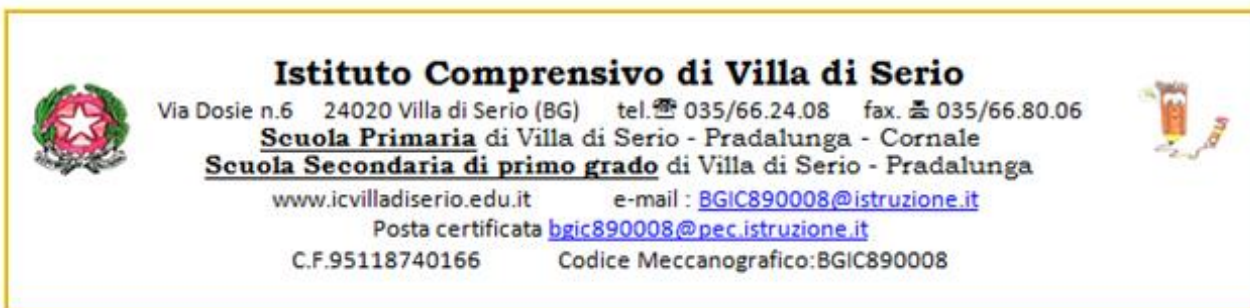 Istituto Comprensivo di Villa di Serio
Via Dosie n.6 24020 Villa di Serio (BG) tel.☎ 035/66.24.08 fax. 🖷 035/66.80.06
Scuola Primaria di Villa di Serio - Pradalunga - Cornale
Scuola Secondaria di primo grado di Villa di Serio - Pradalunga
www.icvilladiserio.edu.it e-mail : BGIC890008@istruzione.it
Posta certificata bgic890008@pec.istruzione.it
C.F.95118740166 Codice Meccanografico:BGIC890008